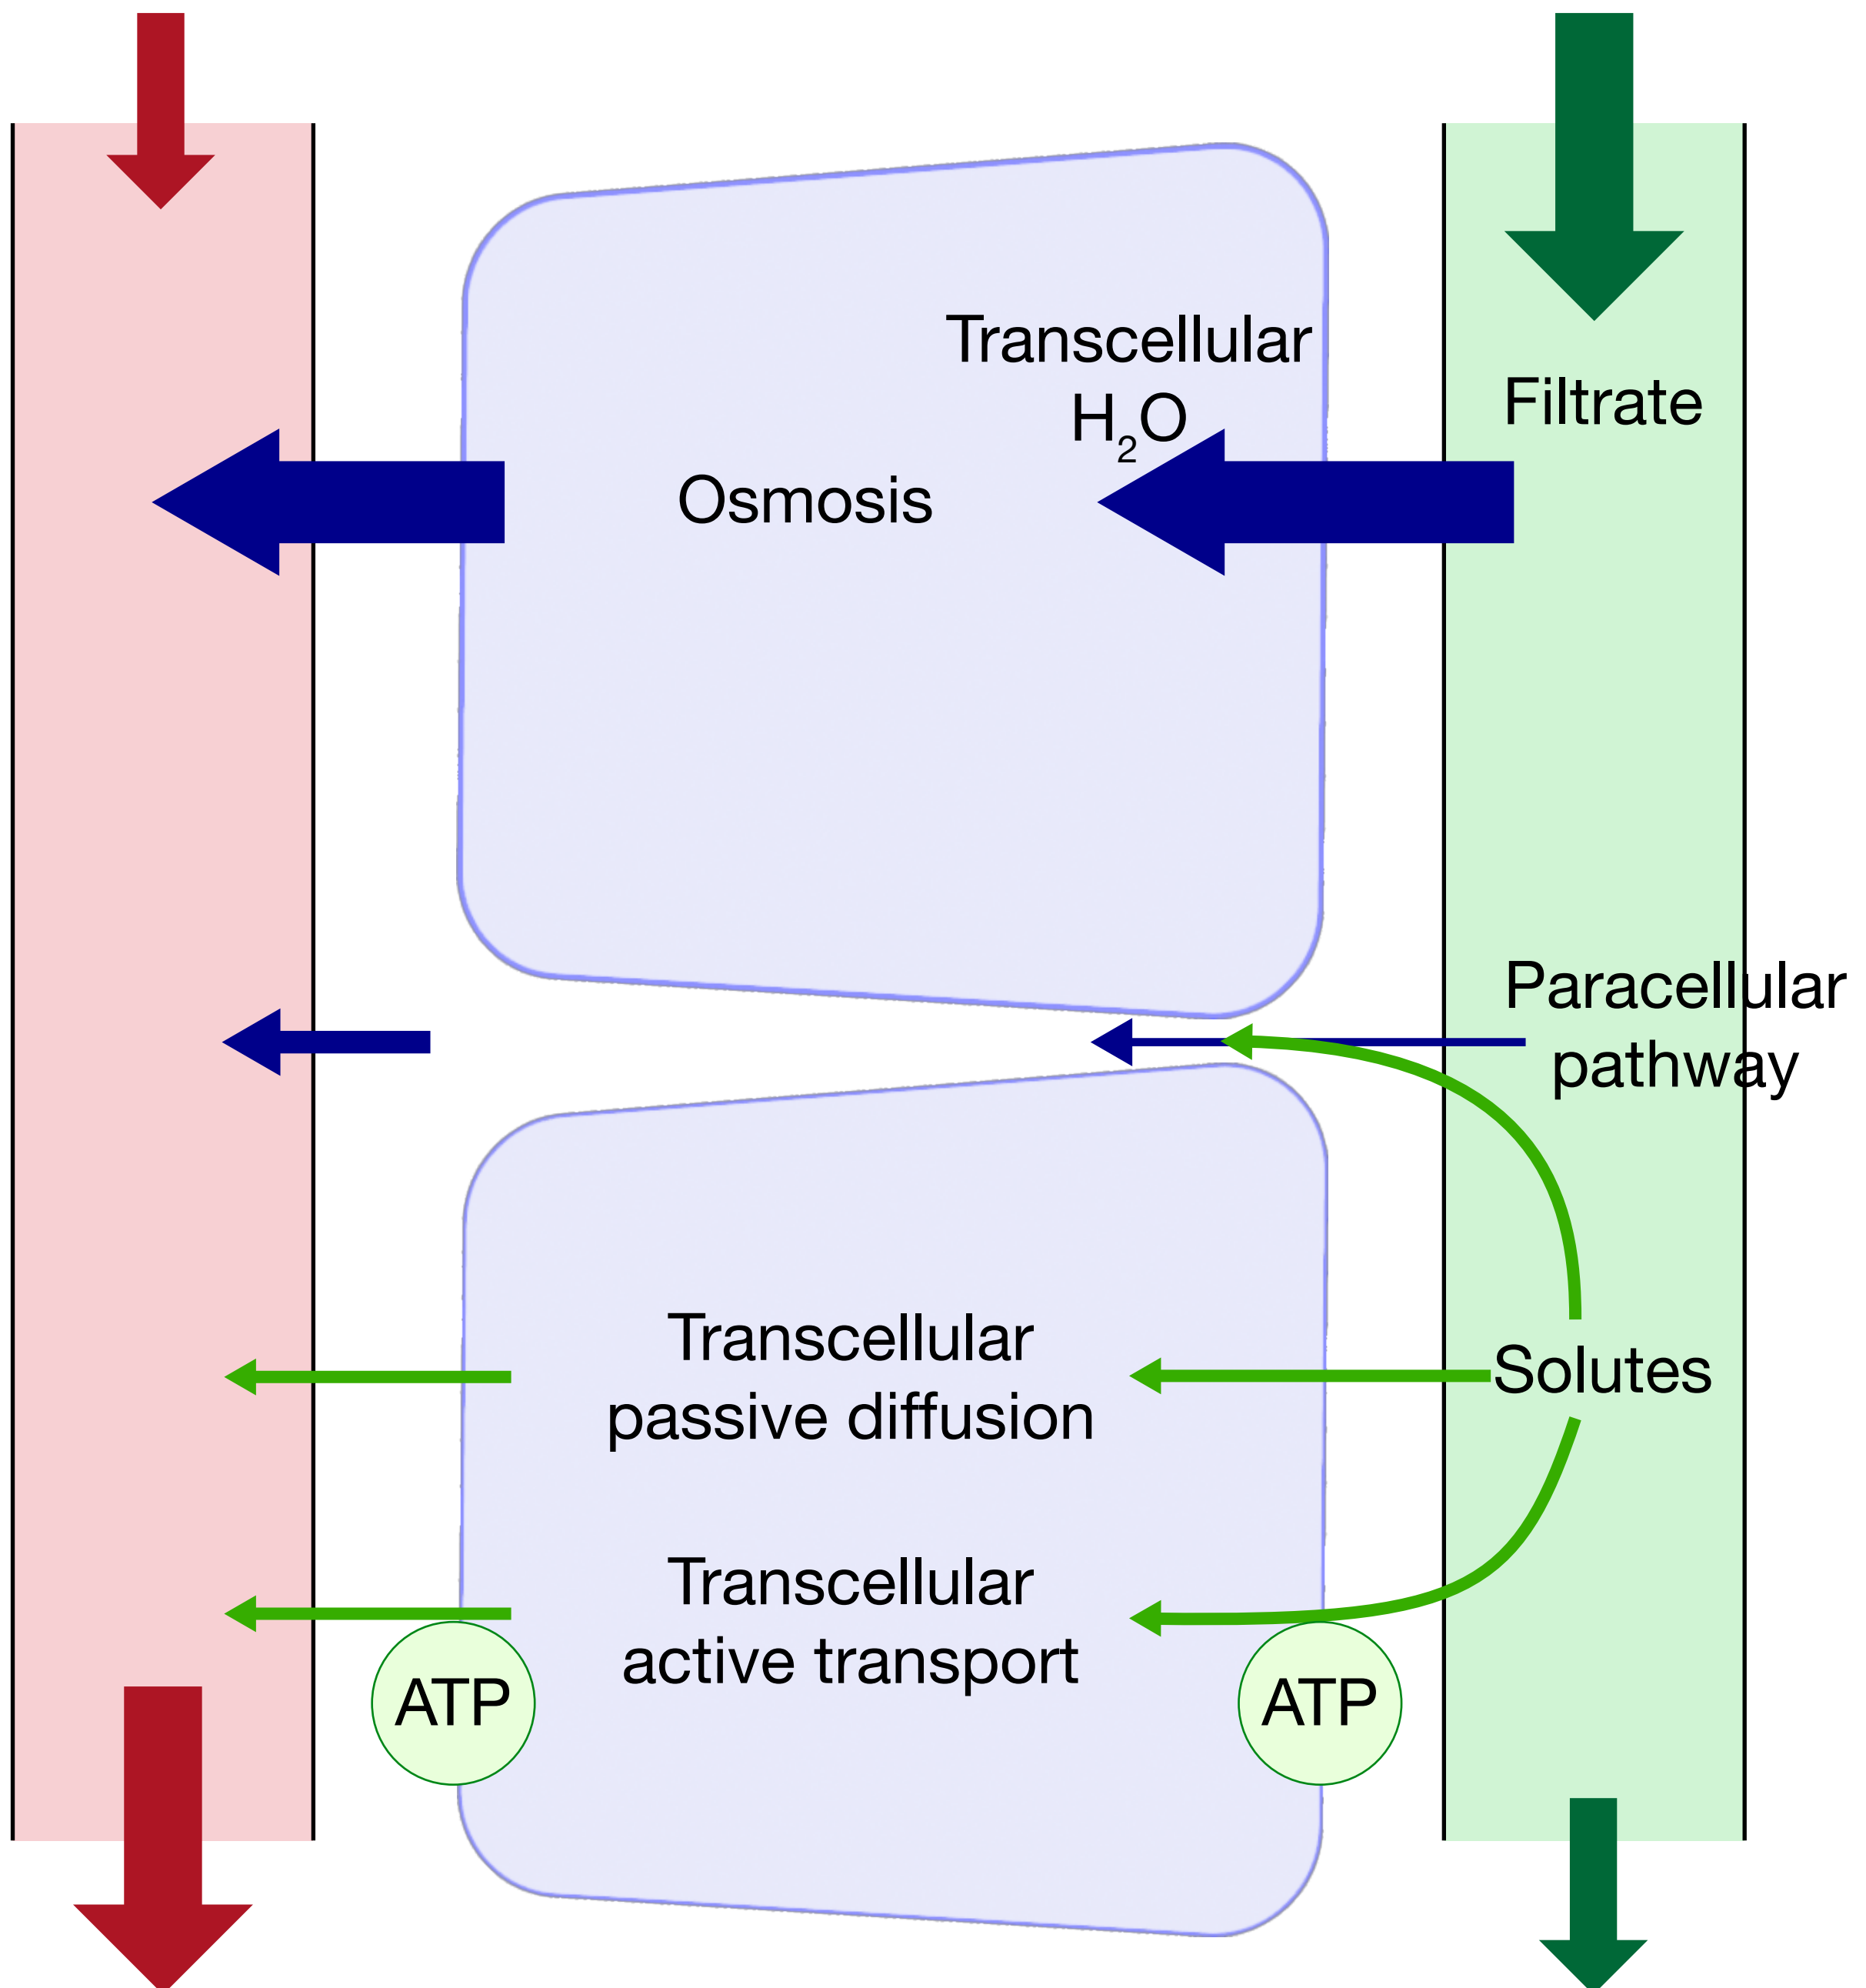 Transcellular
H₂O
Filtrate
Osmosis
Paracellular
pathway
Transcellular
passive diffusion
Solutes
Transcellular
active transport
ATP
ATP